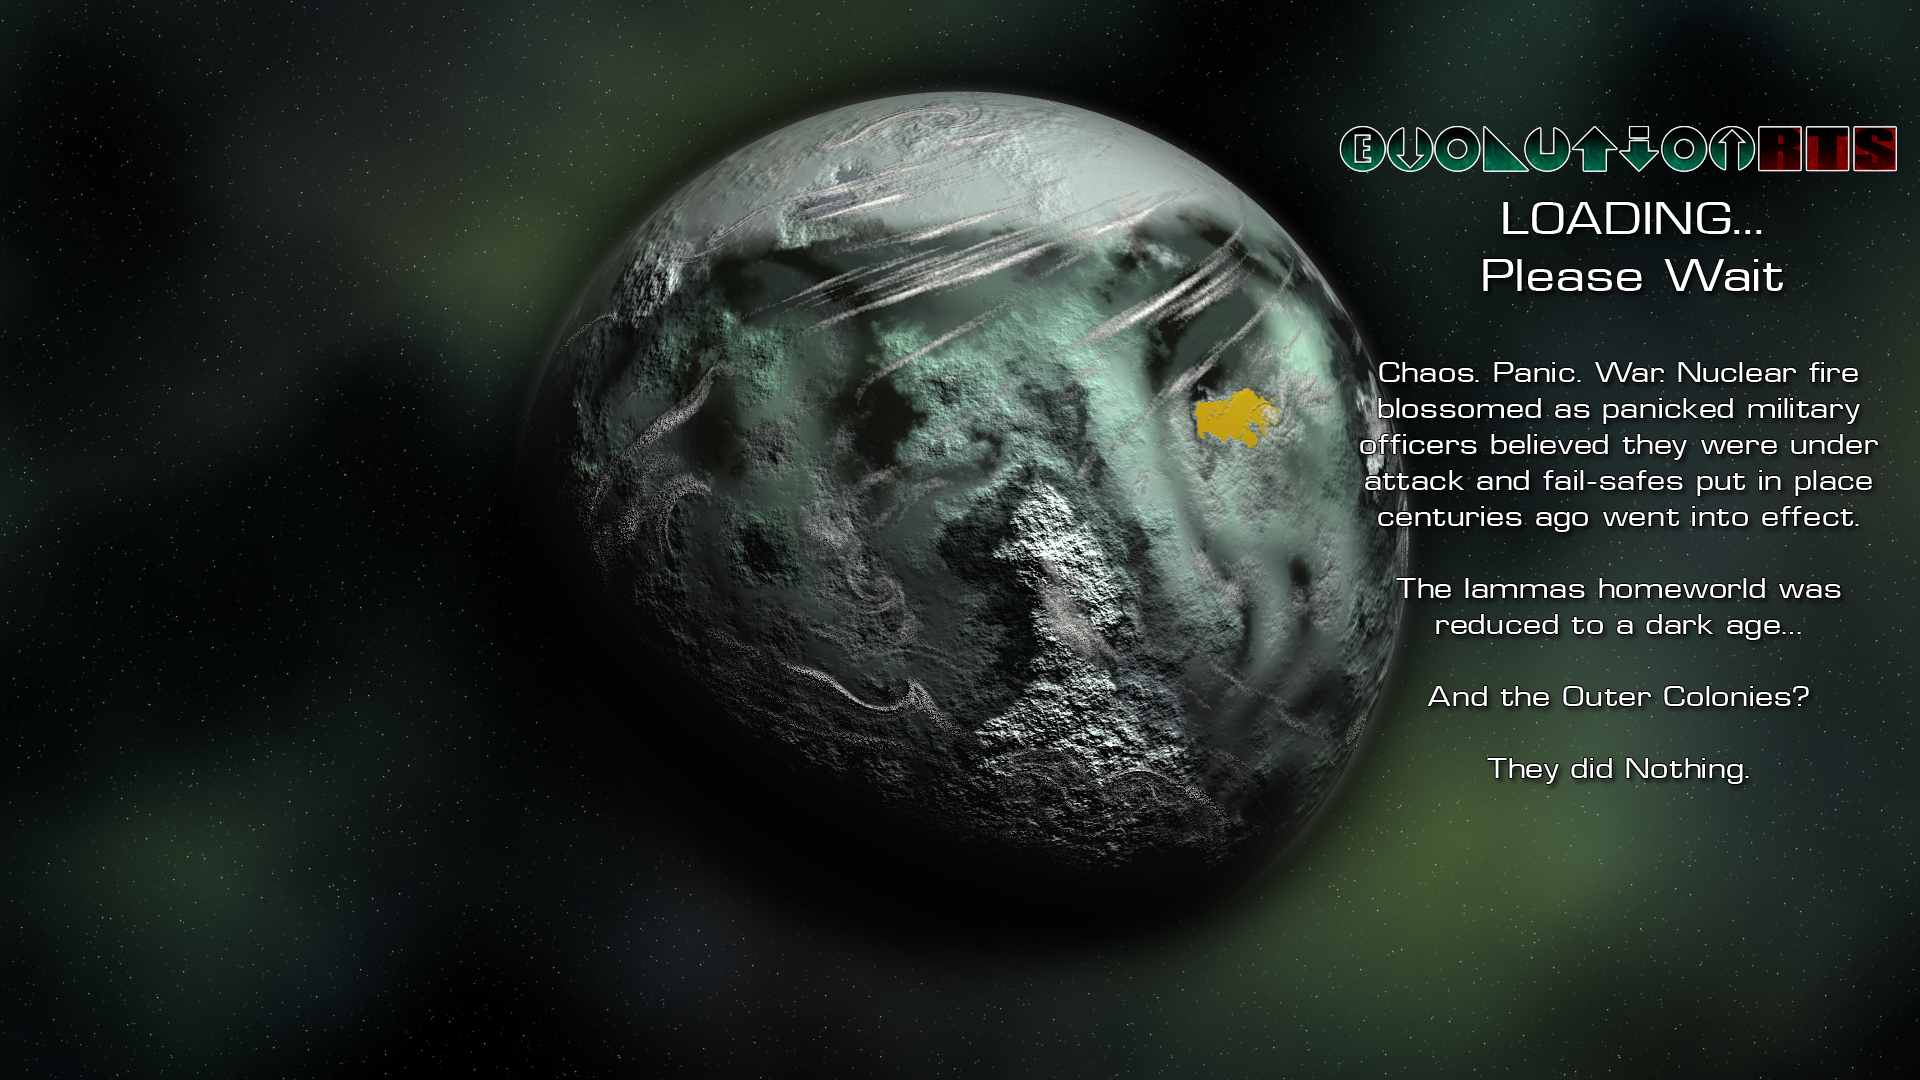 EVOLUTION RTS
LOADING...
Please Wait
Chaos. Panic. War. Nuclear fire
blossomed as panicked military
officers believed they were under
attack and fail-safes put in place
centuries ago went into effect.
The lammas homeworld was
reduced to a dark age...
And the Outer Colonies?
They did Nothing.